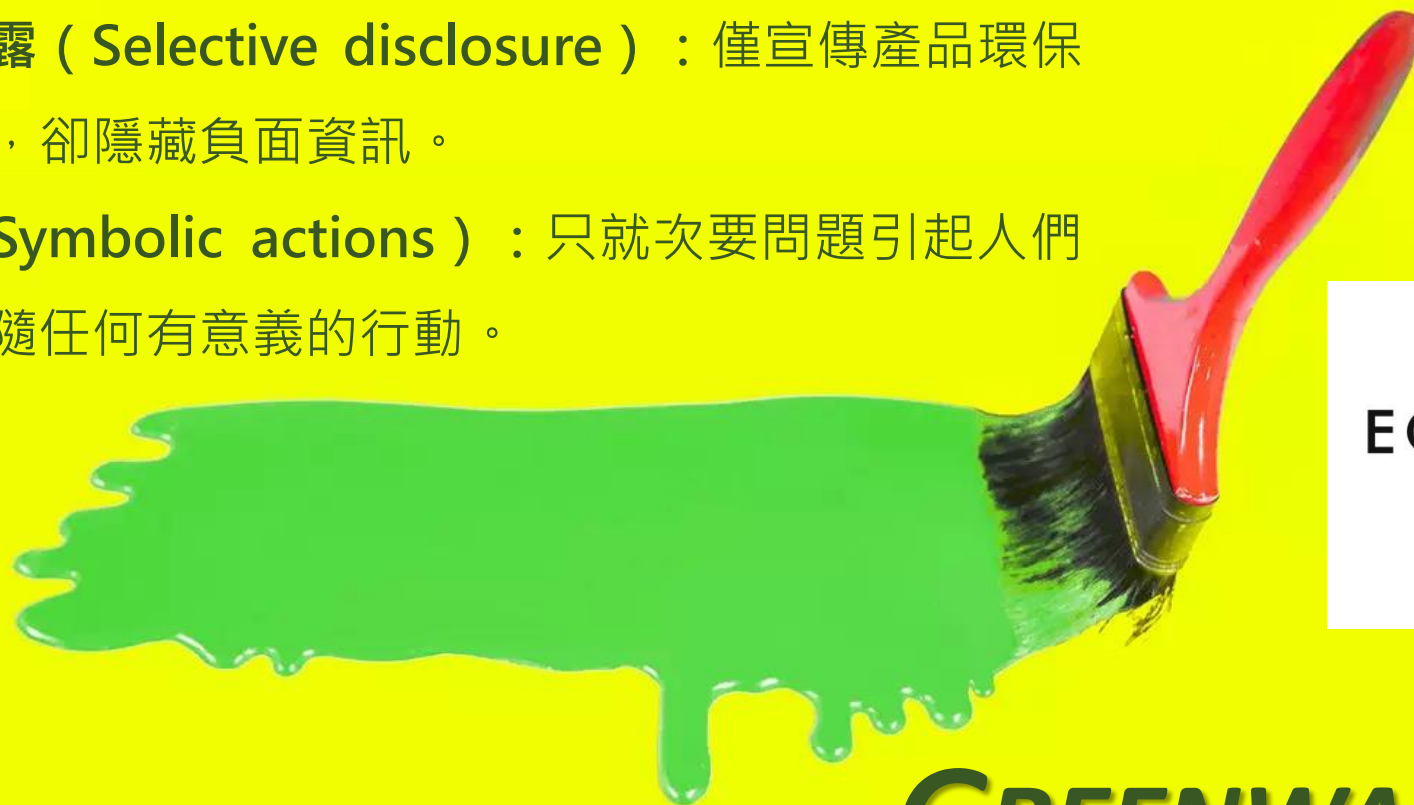 露（Selective disclosure）：僅宣傳產品環保
，卻隱藏負面資訊。
Symbolic actions）：只就次要問題引起人們
隨任何有意義的行動。
E
GREENWA